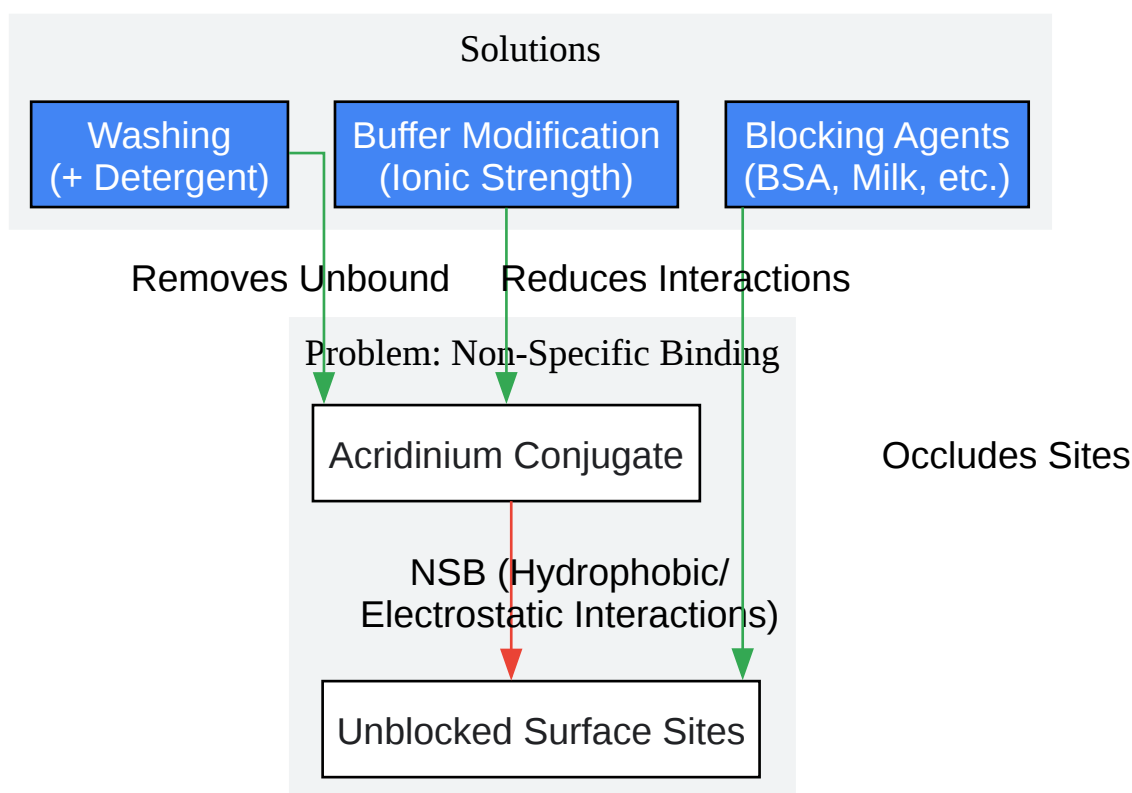 Solutions
Washing
(+ Detergent)
Buffer Modification
(Ionic Strength)
Blocking Agents
(BSA, Milk, etc.)
Removes Unbound
Reduces Interactions
Problem: Non-Specific Binding
Acridinium Conjugate
Occludes Sites
NSB (Hydrophobic/
Electrostatic Interactions)
Unblocked Surface Sites